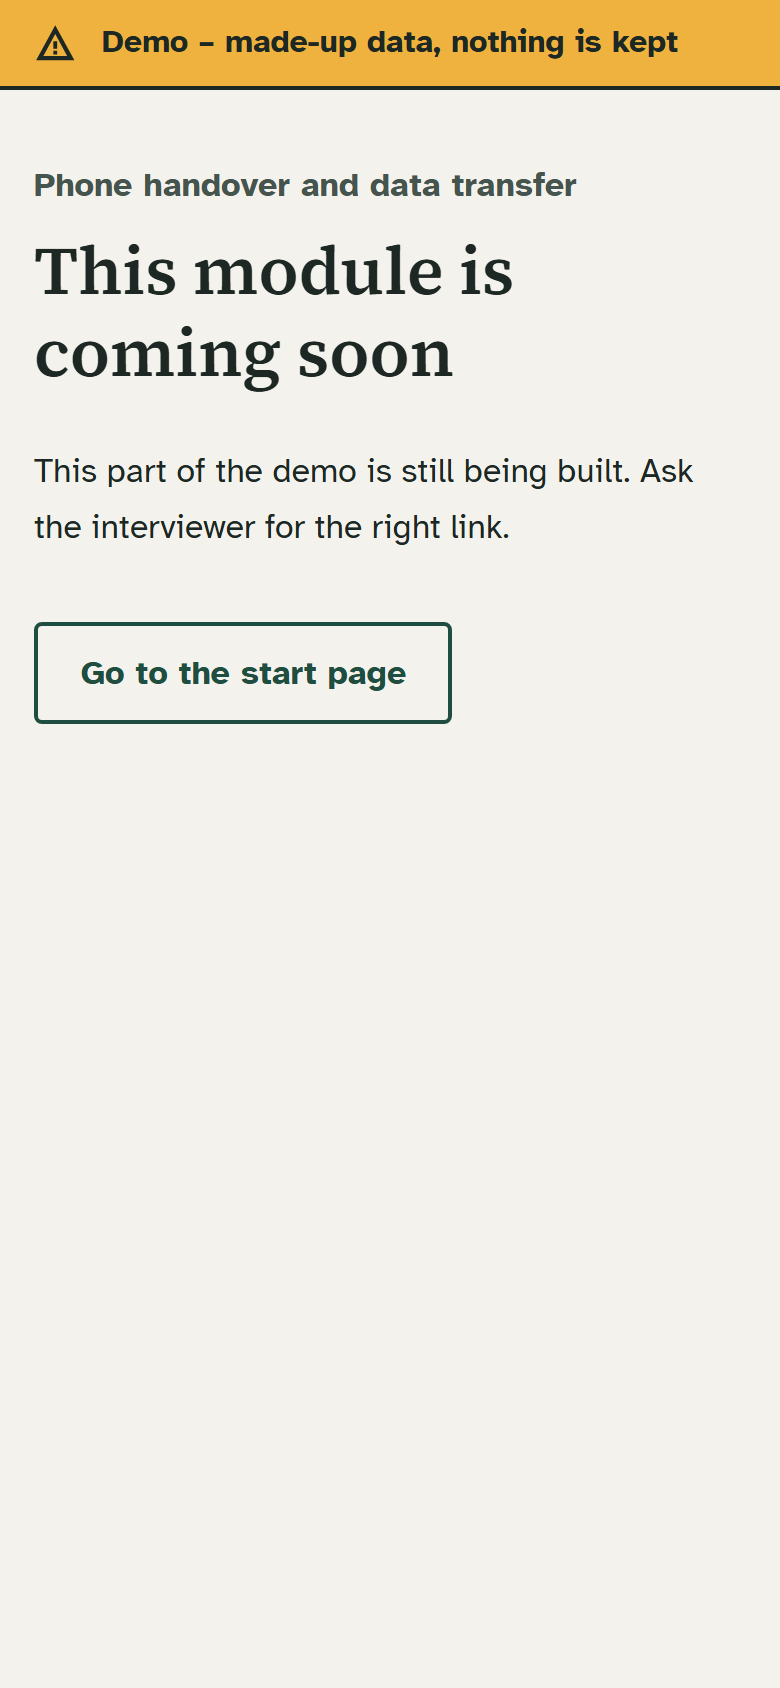 Demo – made-up data, nothing is kept
Phone handover and data transfer
This module is
coming soon
This part of the demo is still being built. Ask
the interviewer for the right link.
Go to the start page